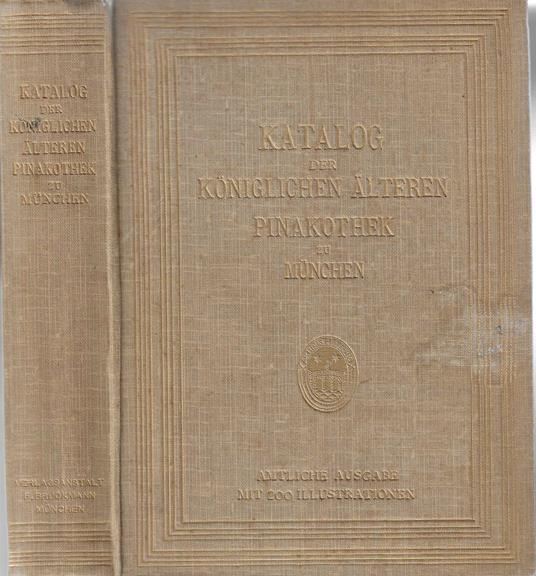 KATALOG
DER
KÖNIGLICHEN
ÄLTEREN
PINAKOTHEK
ZU
MÜNCHEN
VERLAGSANSTALT
F. BRUCKMANN
MÜNCHEN
KATALOG
DER
KÖNIGLICHEN ÄLTEREN
PINAKOTHEK
ZU
MÜNCHEN
AMTLICHE AUSGABE
MIT 200 ILLUSTRATIONEN